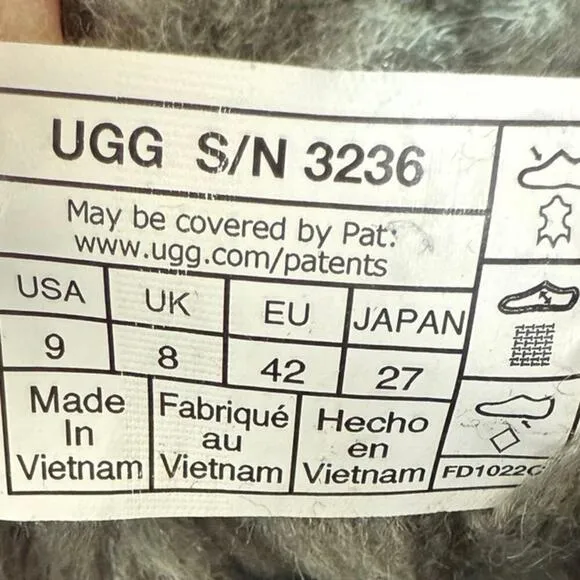 UGG S/N 3236
May be covered by Pat:
www.ugg.com/patents
USA UK EU JAPAN
9 8 42 27
Made In Vietnam
Fabriqué au Vietnam
Hecho en Vietnam
FD1022C